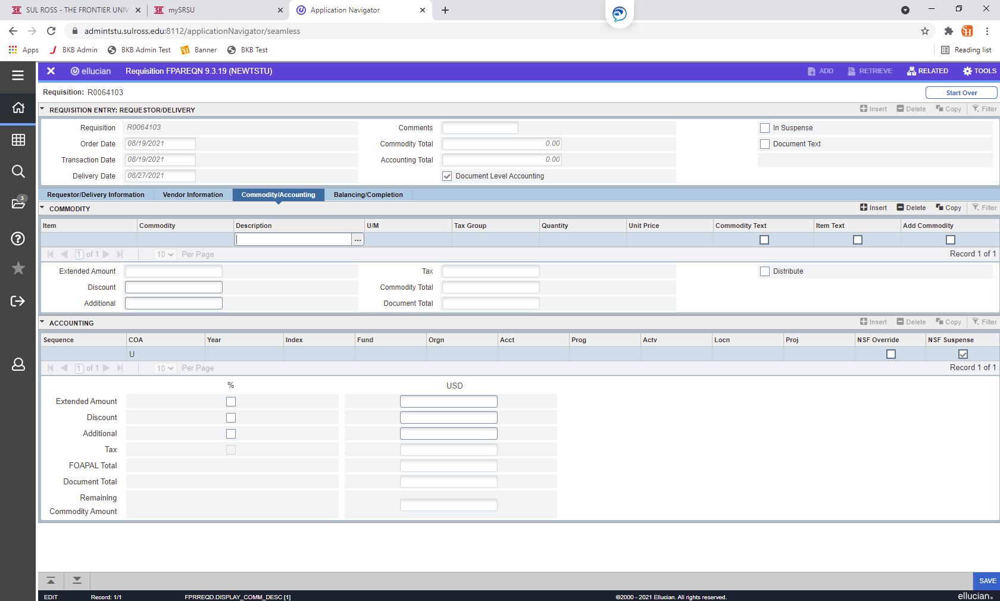 SUL ROSS - THE FRONTIER UNIV
mySRSU
Application Navigator
admintstu.sulross.edu:8112/applicationNavigator/seamless
Apps BKB Admin BKB Admin Test Banner BKB Test Reading list
ellucian Requisition FPAREQN 9.3.19 (NEWTSTU) ADD RETRIEVE RELATED TOOLS
Requisition: R0064103 Start Over
REQUISITION ENTRY: REQUESTOR/DELIVERY Insert Delete Copy Filter
Requisition R0064103 Comments In Suspense
Order Date 08/19/2021 Commodity Total 0.00 Document Text
Transaction Date 08/19/2021 Accounting Total 0.00
Delivery Date 08/27/2021 Document Level Accounting
3
Requestor/Delivery Information Vendor Information Commodity/Accounting Balancing/Completion
COMMODITY Insert Delete Copy Filter
Item Commodity Description U/M Tax Group Quantity Unit Price Commodity Text Item Text Add Commodity
...
1 of 1 10 Per Page Record 1 of 1
Extended Amount Tax Distribute
Discount Commodity Total
Additional Document Total
ACCOUNTING Insert Delete Copy Filter
Sequence COA Year Index Fund Orgn Acct Prog Actv Locn Proj NSF Override NSF Suspense
U
1 of 1 10 Per Page Record 1 of 1
% USD
Extended Amount
Discount
Additional
Tax
FOAPAL Total
Document Total
Remaining
Commodity Amount
SAVE
EDIT Record: 1/1 FPRREQD.DISPLAY_COMM_DESC [1] ©2000 - 2021 Ellucian. All rights reserved. ellucian